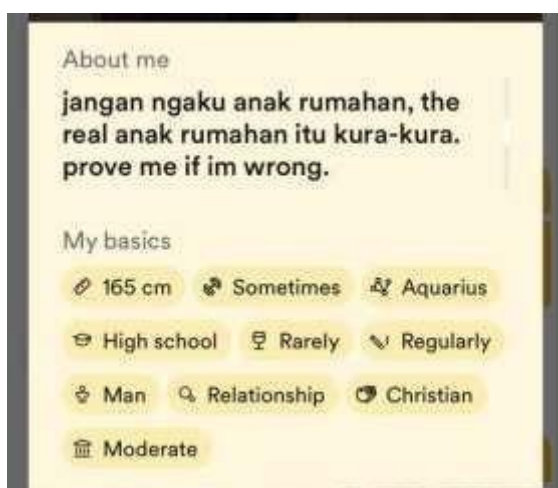 About me
jangan ngaku anak rumahan, the
real anak rumahan itu kura-kura.
prove me if im wrong.
My basics
165 cm Sometimes Aquarius
High school Rarely Regularly
Man Relationship Christian
Moderate